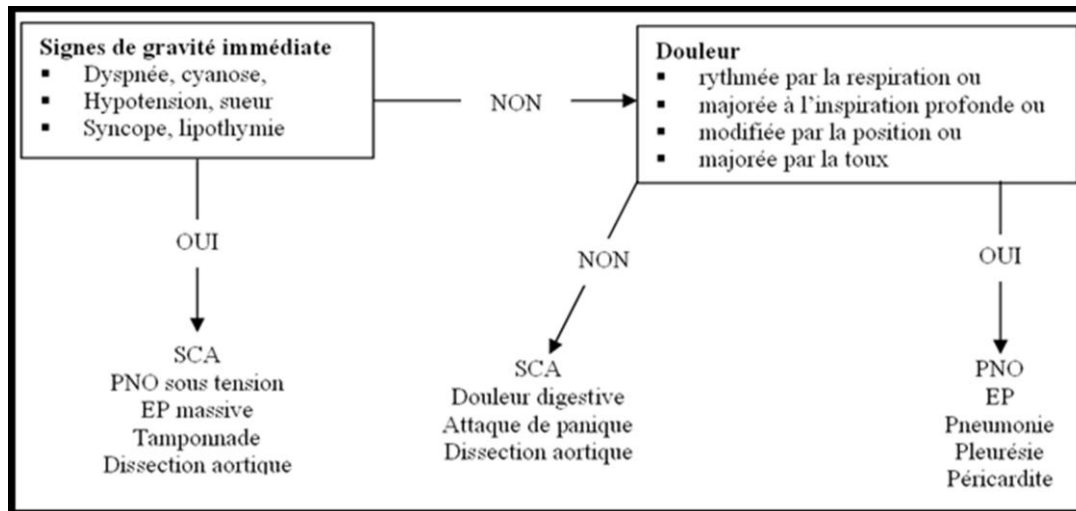 Signes de gravité immédiate
▪ Dyspnée, cyanose,
▪ Hypotension, sueur
▪ Syncope, lipothymie
NON
Douleur
▪ rythmée par la respiration ou
▪ majorée à l'inspiration profonde ou
▪ modifiée par la position ou
▪ majorée par la toux
OUI
NON
OUI
SCA
PNO sous tension
EP massive
Tamponnade
Dissection aortique
SCA
Douleur digestive
Attaque de panique
Dissection aortique
PNO
EP
Pneumonie
Pleurésie
Péricardite